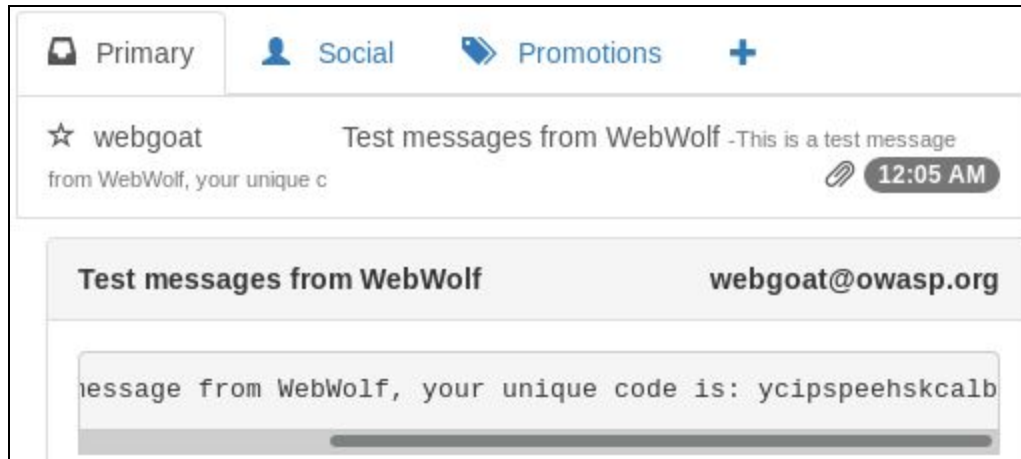 Primary Social Promotions
webgoat Test messages from WebWolf -This is a test message
from WebWolf, your unique c 12:05 AM
Test messages from WebWolf webgoat@owasp.org
message from WebWolf, your unique code is: ycipspeehskcalb